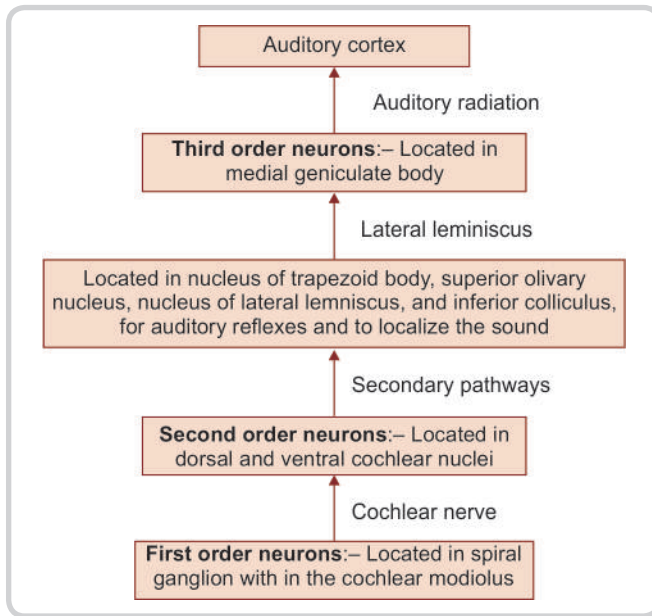 Auditory cortex
Auditory radiation
Third order neurons:– Located in
medial geniculate body
Lateral leminiscus
Located in nucleus of trapezoid body, superior olivary
nucleus, nucleus of lateral lemniscus, and inferior colliculus,
for auditory reflexes and to localize the sound
Secondary pathways
Second order neurons:– Located in
dorsal and ventral cochlear nuclei
Cochlear nerve
First order neurons:– Located in spiral
ganglion with in the cochlear modiolus